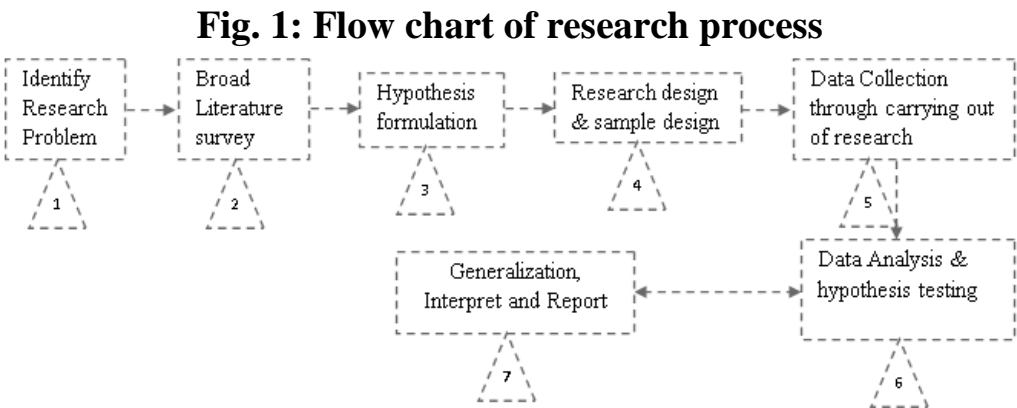 Fig. 1: Flow chart of research process
Identify
Research
Problem
1
Broad
Literature
survey
2
Hypothesis
formulation
3
Research design
& sample design
4
Data Collection
through carrying out
of research
5
Data Analysis &
hypothesis testing
6
Generalization,
Interpret and Report
7